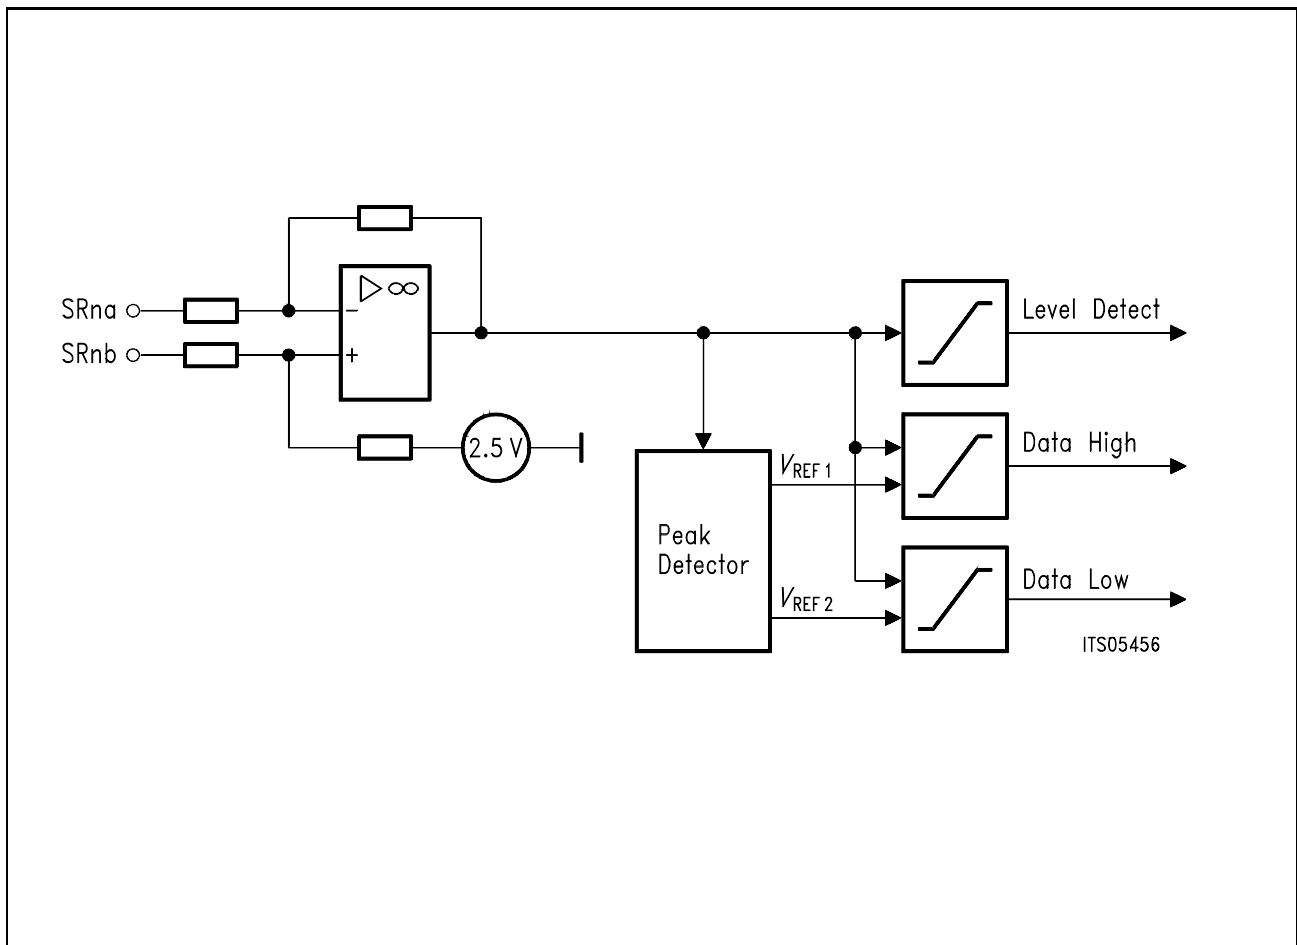 SRna
SRnb
∞
−
+
2.5 V
Peak
Detector
VREF 1
VREF 2
Level Detect
Data High
Data Low
ITS05456